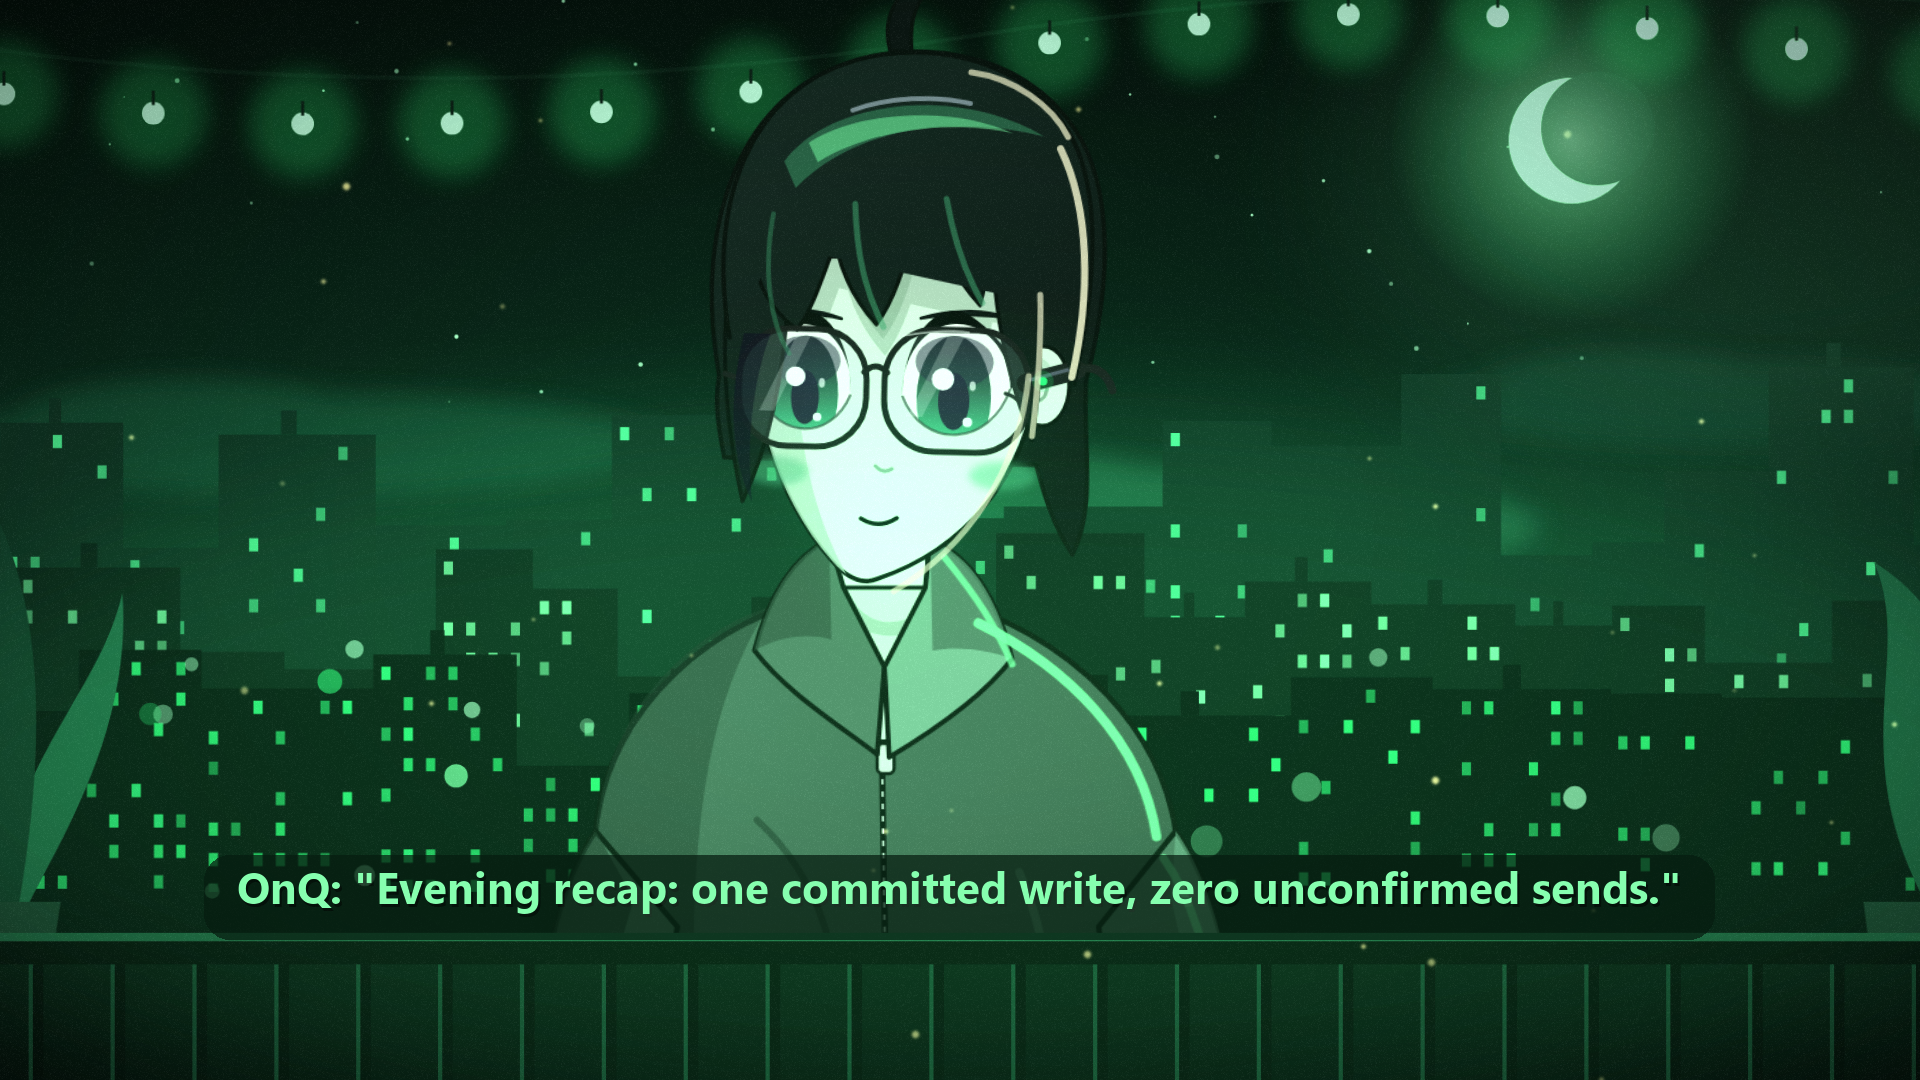 OnQ: "Evening recap: one committed write, zero unconfirmed sends."